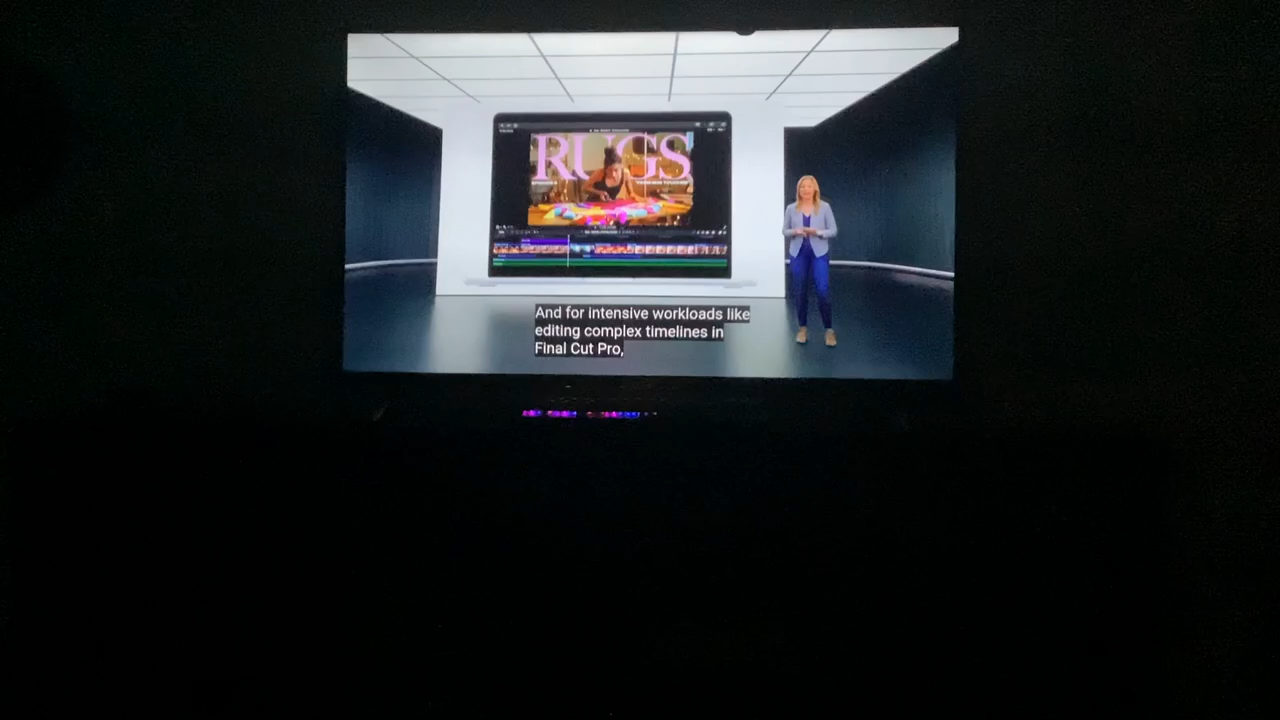 RUGS
And for intensive workloads like
editing complex timelines in
Final Cut Pro,